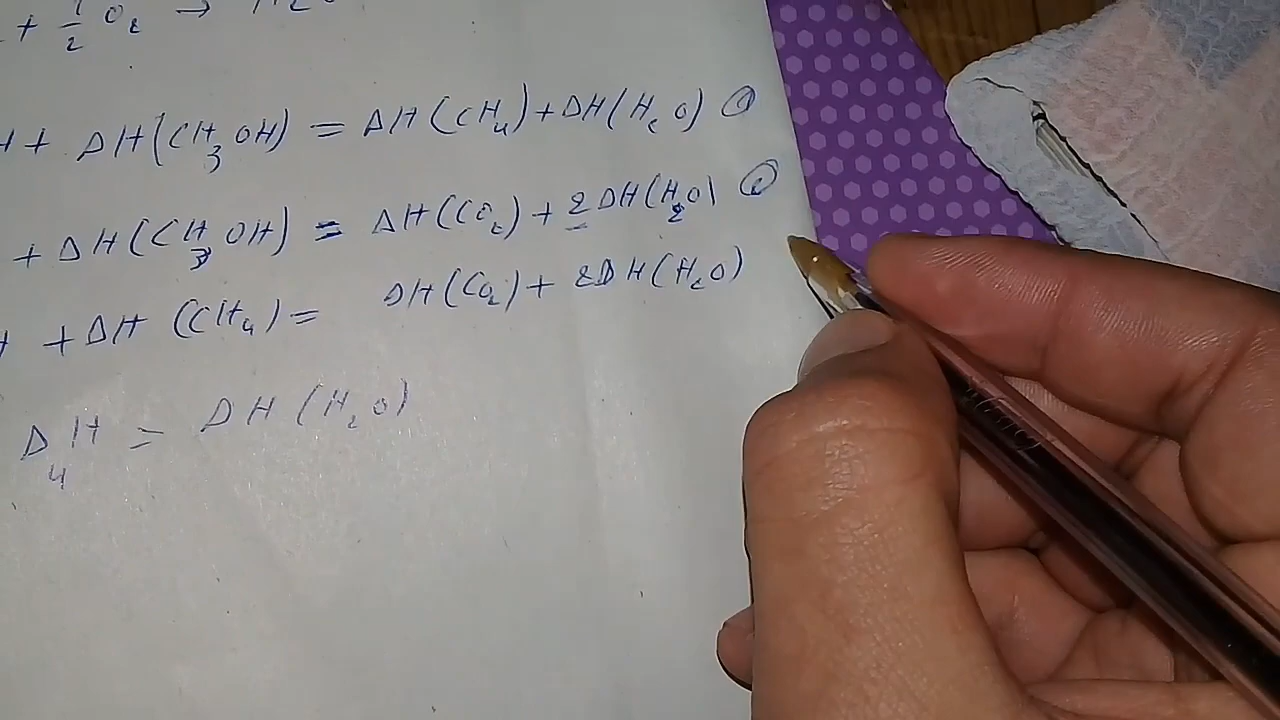 + 1/2 O₂ → H₂O
H + ΔH(CH₃OH) = ΔH(CH₄) + ΔH(H₂O) ①
+ ΔH(CH₃OH) = ΔH(CO₂) + 2ΔH(H₂O) ②
H + ΔH (CH₄) = ΔH(CO₂) + 2ΔH(H₂O)
Δ₄H = ΔH(H₂O)